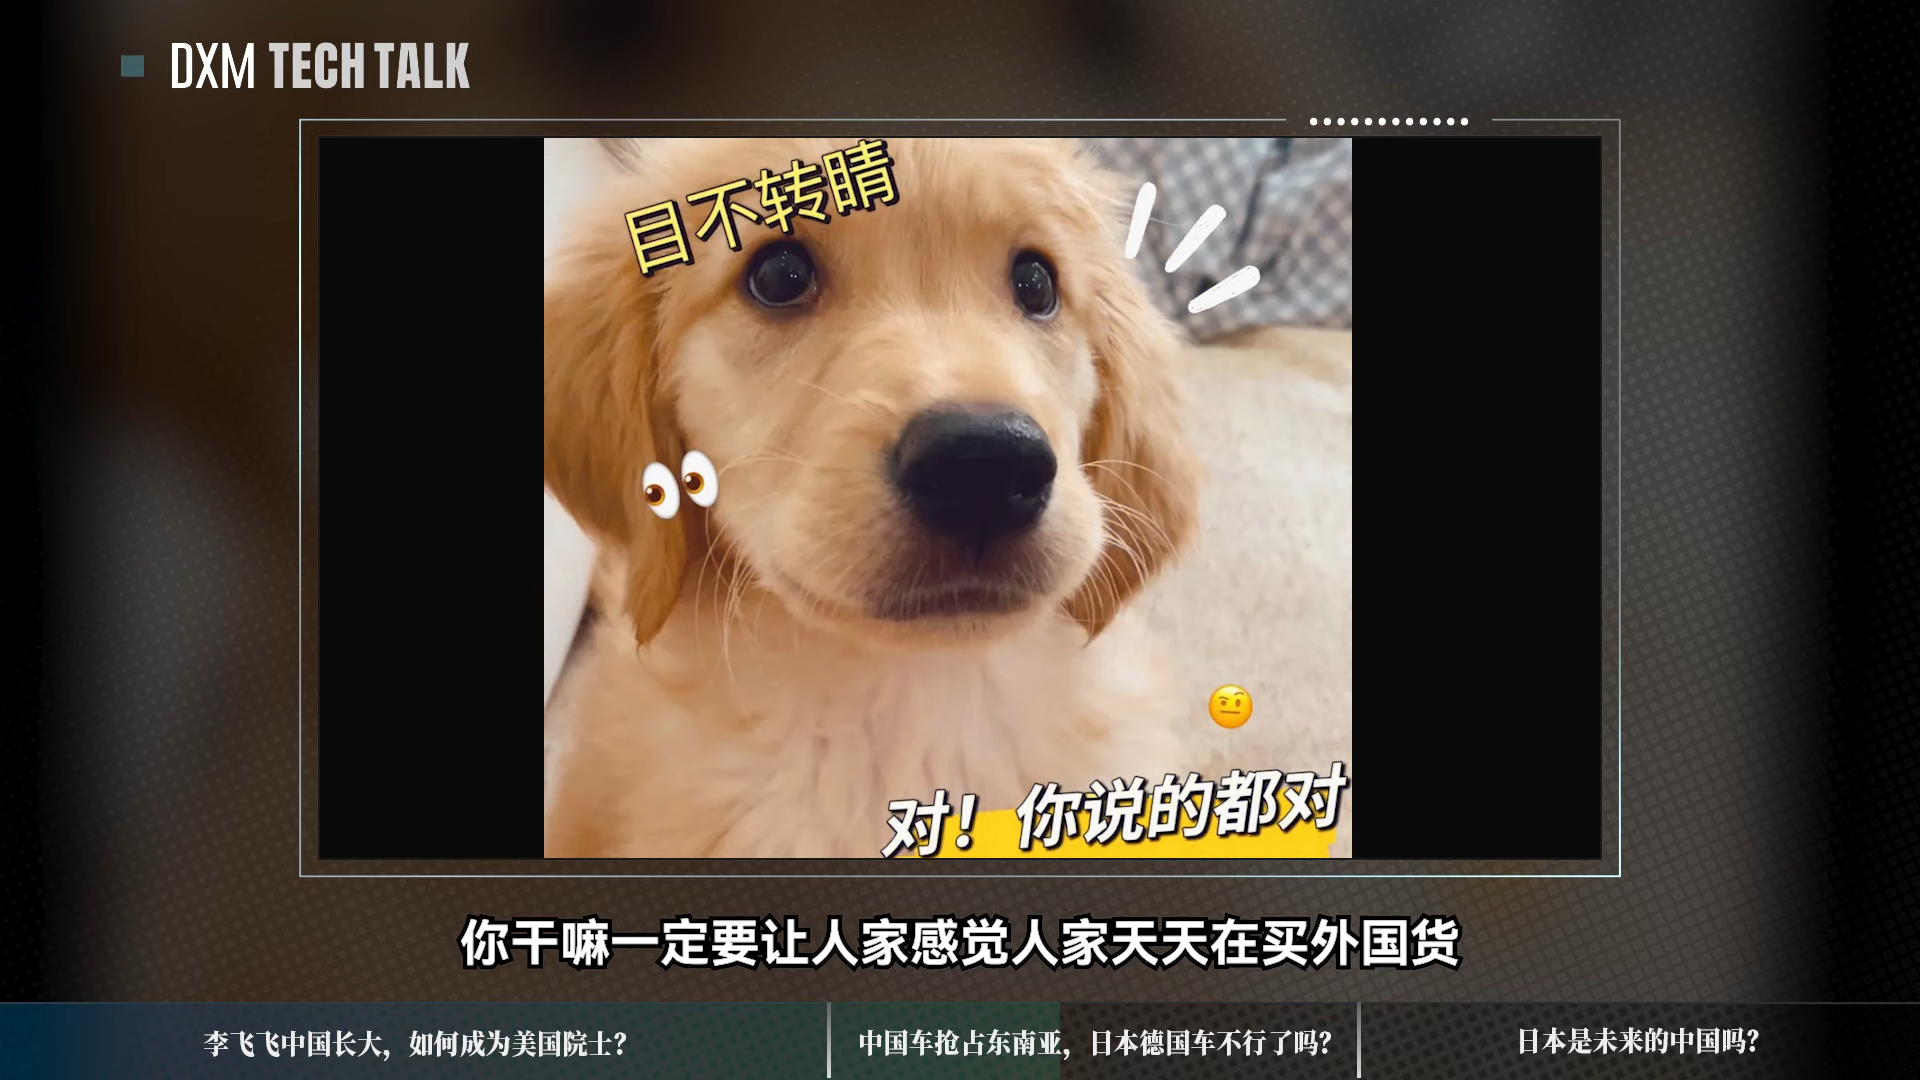 DXM TECH TALK
目不转睛
对！你说的都对
你干嘛一定要让人家感觉人家天天在买外国货
李飞飞中国长大，如何成为美国院士？
中国车抢占东南亚，日本德国车不行了吗？
日本是未来的中国吗？